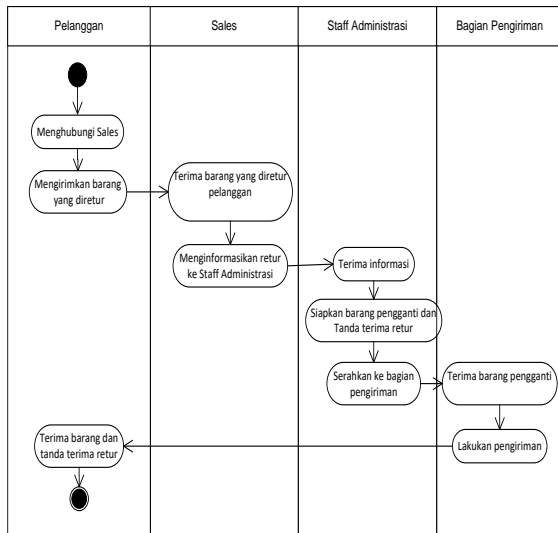 Pelanggan
Sales
Staff Administrasi
Bagian Pengiriman
Menghubungi Sales
Mengirimkan barang
yang diretur
Terima barang yang diretur
pelanggan
Menginformasikan retur
ke Staff Administrasi
Terima informasi
Siapkan barang pengganti dan
Tanda terima retur
Serahkan ke bagian
pengiriman
Terima barang pengganti
Lakukan pengiriman
Terima barang dan
tanda terima retur